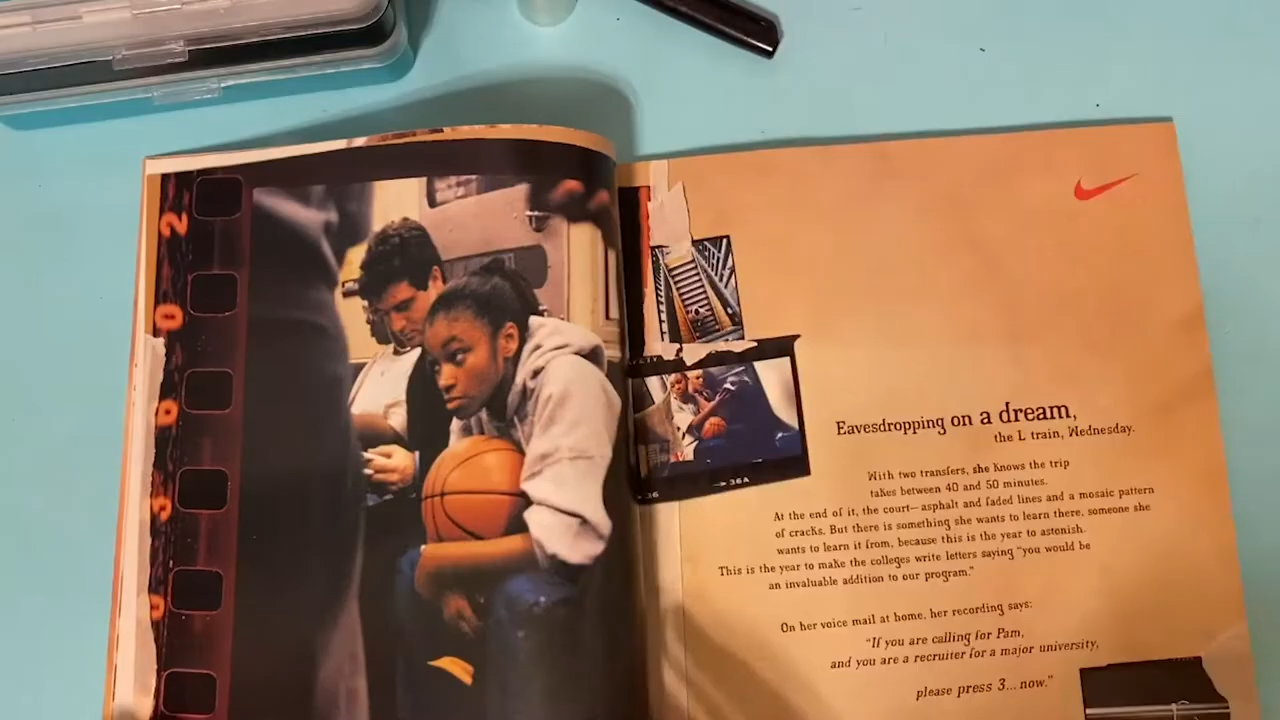 Eavesdropping on a dream,
the L train, Wednesday.
With two transfers, she knows the trip
takes between 40 and 50 minutes.
At the end of it, the court—asphalt and faded lines and a mosaic pattern
of cracks. But there is something she wants to learn there, someone she
wants to learn it from, because this is the year to astonish.
This is the year to make the colleges write letters saying "you would be
an invaluable addition to our program."
On her voice mail at home, her recording says:
"If you are calling for Pam,
and you are a recruiter for a major university,
please press 3... now."
36
→36A